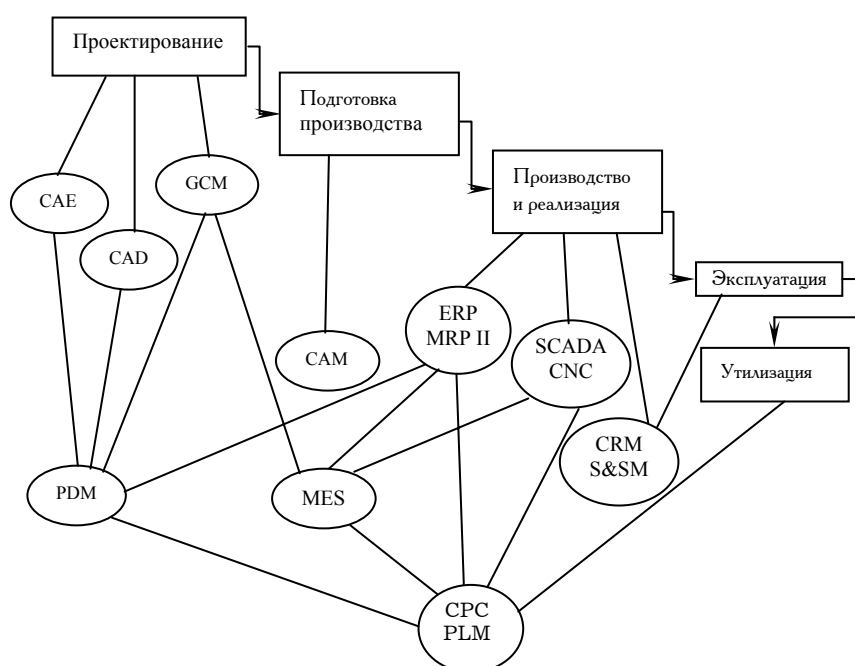 Проектирование
Подготовка
производства
Производство
и реализация
GCM
CAE
CAD
Эксплуатация
ERP
MRP II
SCADA
CNC
CAM
Утилизация
CRM
S&SM
PDM
MES
CPC
PLM